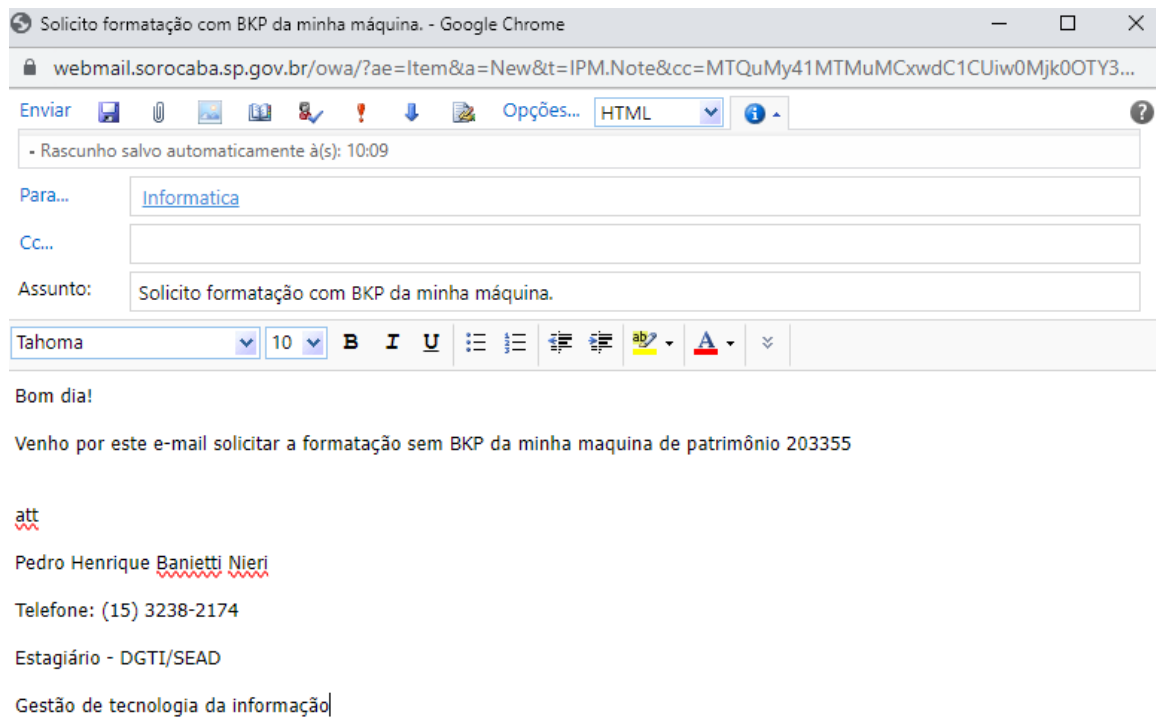 Solicito formatação com BKP da minha máquina. - Google Chrome
webmail.sorocaba.sp.gov.br/owa/?ae=Item&a=New&t=IPM.Note&cc=MTQuMy41MTMuMCxwdC1CUiw0Mjk0OTY3...
Enviar Opções... HTML
- Rascunho salvo automaticamente à(s): 10:09
Para... Informatica
Cc...
Assunto: Solicito formatação com BKP da minha máquina.
Tahoma 10 B I U ab A
Bom dia!
Venho por este e-mail solicitar a formatação sem BKP da minha maquina de patrimônio 203355
att
Pedro Henrique Banietti Nieri
Telefone: (15) 3238-2174
Estagiário - DGTI/SEAD
Gestão de tecnologia da informação